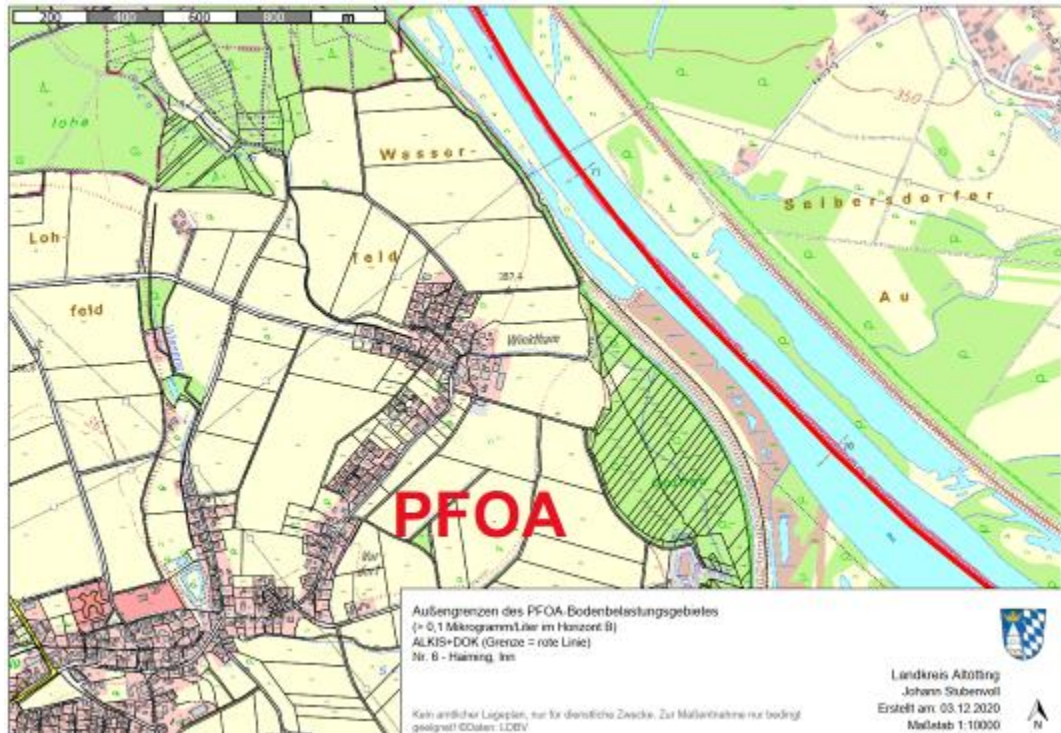 200 400 600 800 m
lohe
Wasser-
350
Seibersdorfer
Loh-
feld
Au
feld
387,4
Winkelham
PFOA
Außengrenzen des PFOA-Bodenbelastungsgebietes
(> 0,1 Mikrogramm/Liter im Horizont B)
ALKIS+DOK (Grenze = rote Linie)
Nr. 6 - Haiming, Inn
Landkreis Altötting
Johann Stubenvoll
Erstellt am: 03.12.2020
Maßstab 1:10000
N
Kein amtlicher Lageplan, nur für dienstliche Zwecke. Zur Maßentnahme nur bedingt
geeignet! ©Daten: LDBV